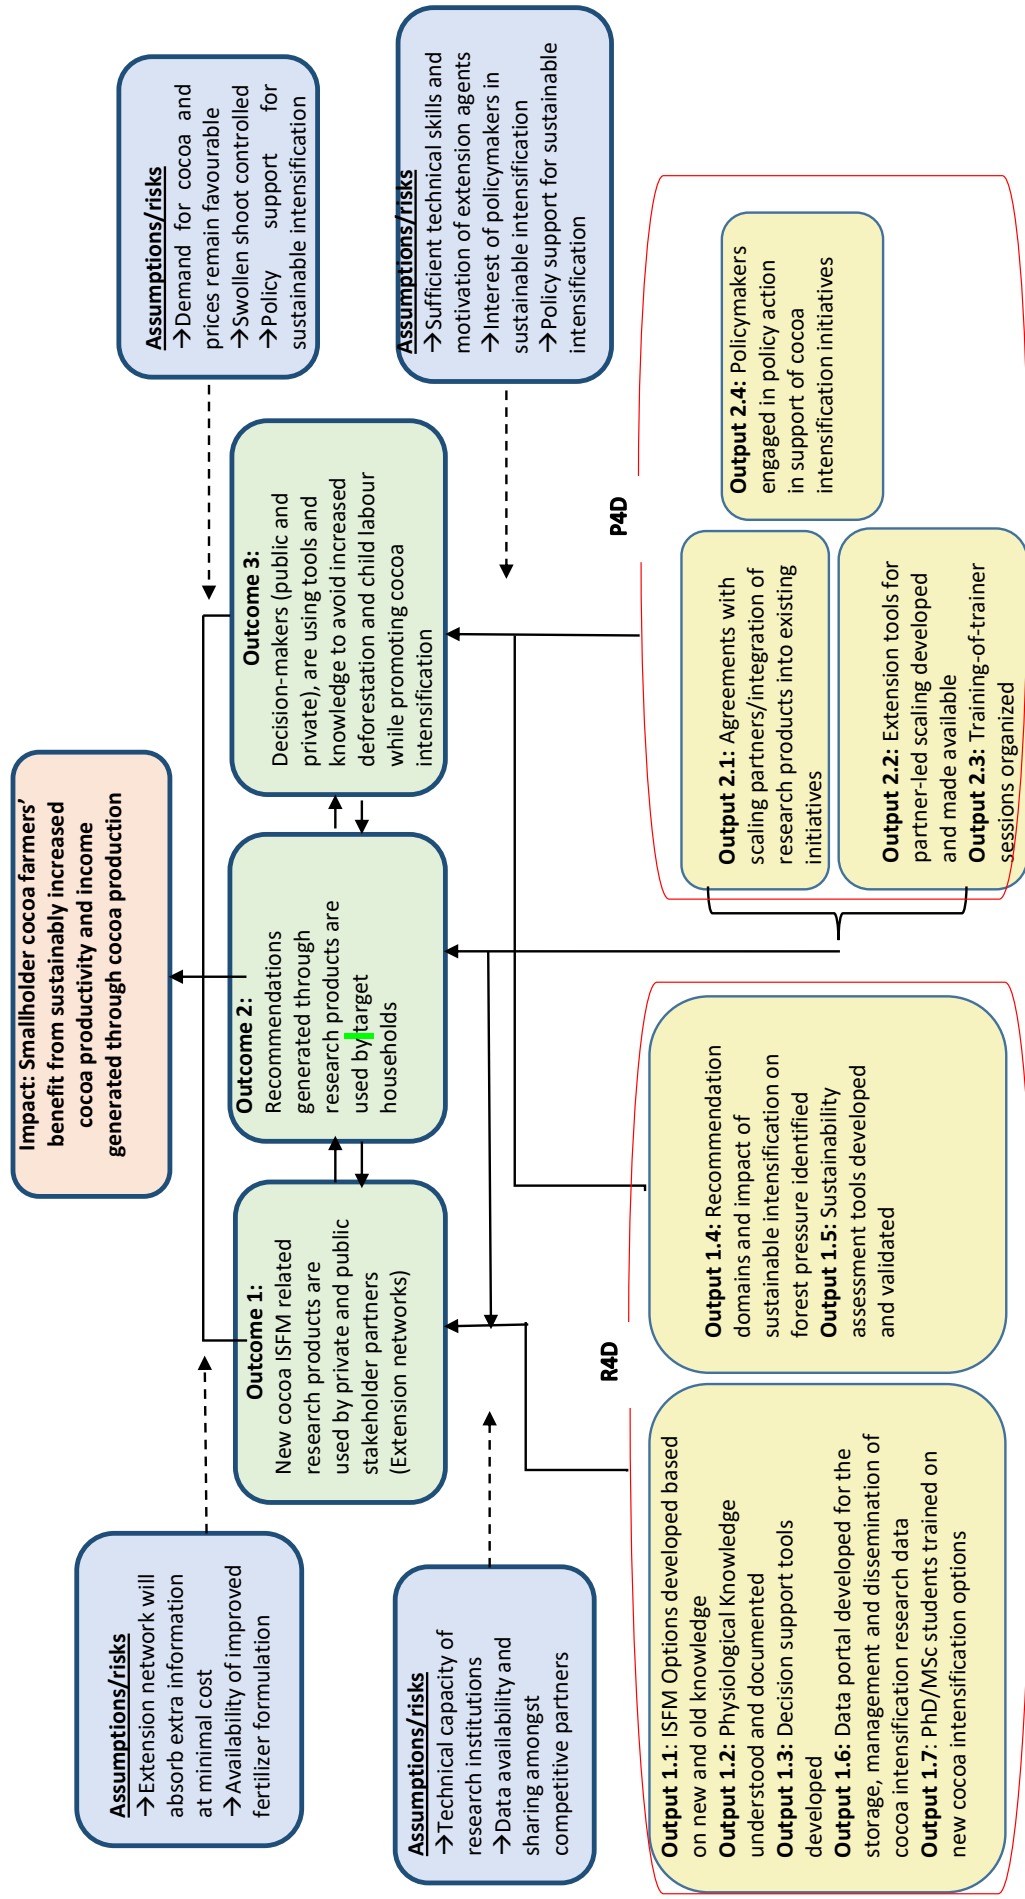 Impact: Smallholder cocoa farmers’
benefit from sustainably increased
cocoa productivity and income
generated through cocoa production
Assumptions/risks
→Extension network will
absorb extra information
at minimal cost
→Availability of improved
fertilizer formulation
Outcome 1:
New cocoa ISFM related
research products are
used by private and public
stakeholder partners
(Extension networks)
Outcome 2:
Recommendations
generated through
research products are
used by target
households
Outcome 3:
Decision-makers (public and
private), are using tools and
knowledge to avoid increased
deforestation and child labour
while promoting cocoa
intensification
Assumptions/risks
→Demand for cocoa and
prices remain favourable
→Swollen shoot controlled
→Policy support for
sustainable intensification
Assumptions/risks
→Technical capacity of
research institutions
→Data availability and
sharing amongst
competitive partners
Assumptions/risks
→Sufficient technical skills and
motivation of extension agents
→Interest of policymakers in
sustainable intensification
→Policy support for sustainable
intensification
R4D
Output 1.1: ISFM Options developed based
on new and old knowledge
Output 1.2: Physiological Knowledge
understood and documented
Output 1.3: Decision support tools
developed
Output 1.6: Data portal developed for the
storage, management and dissemination of
cocoa intensification research data
Output 1.7: PhD/MSc students trained on
new cocoa intensification options
Output 1.4: Recommendation
domains and impact of
sustainable intensification on
forest pressure identified
Output 1.5: Sustainability
assessment tools developed
and validated
P4D
Output 2.1: Agreements with
scaling partners/integration of
research products into existing
initiatives
Output 2.2: Extension tools for
partner-led scaling developed
and made available
Output 2.3: Training-of-trainer
sessions organized
Output 2.4: Policymakers
engaged in policy action
in support of cocoa
intensification initiatives